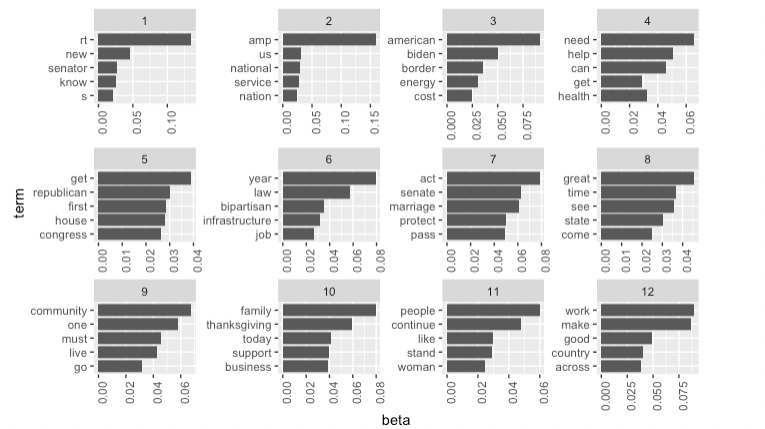 1
rt
new
senator
know
s
0.00
0.05
0.10
2
amp
us
national
service
nation
0.00
0.05
0.10
0.15
3
american
biden
border
energy
cost
0.000
0.025
0.050
0.075
4
need
help
can
get
health
0.00
0.02
0.04
0.06
5
get
republican
first
house
congress
0.00
0.01
0.02
0.03
0.04
6
year
law
bipartisan
infrastructure
job
0.00
0.02
0.04
0.06
0.08
7
act
senate
marriage
protect
pass
0.00
0.02
0.04
0.06
0.08
8
great
time
see
state
come
0.00
0.01
0.02
0.03
0.04
term
9
community
one
must
live
go
0.00
0.02
0.04
0.06
10
family
thanksgiving
today
support
business
0.00
0.02
0.04
0.06
0.08
11
people
continue
like
stand
woman
0.00
0.02
0.04
0.06
12
work
make
good
country
across
0.000
0.025
0.050
0.075
beta